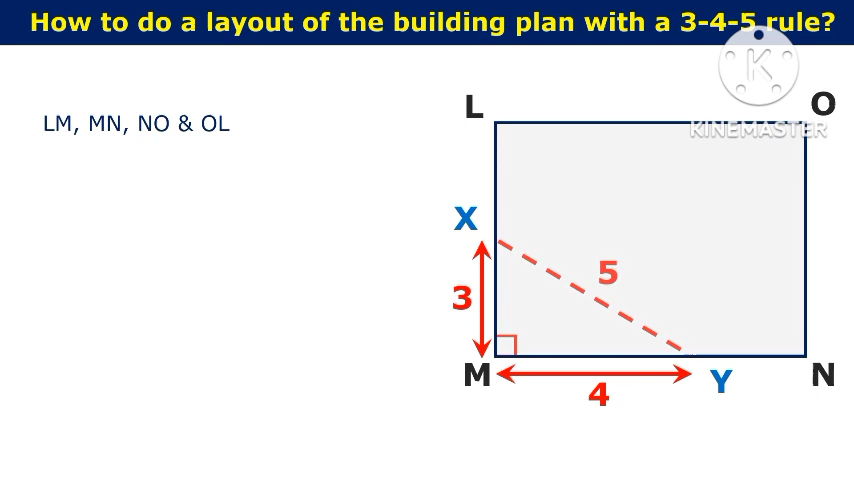 How to do a layout of the building plan with a 3-4-5 rule?
L
O
LM, MN, NO & OL
KINEMASTER
X
5
3
M
N
Y
4